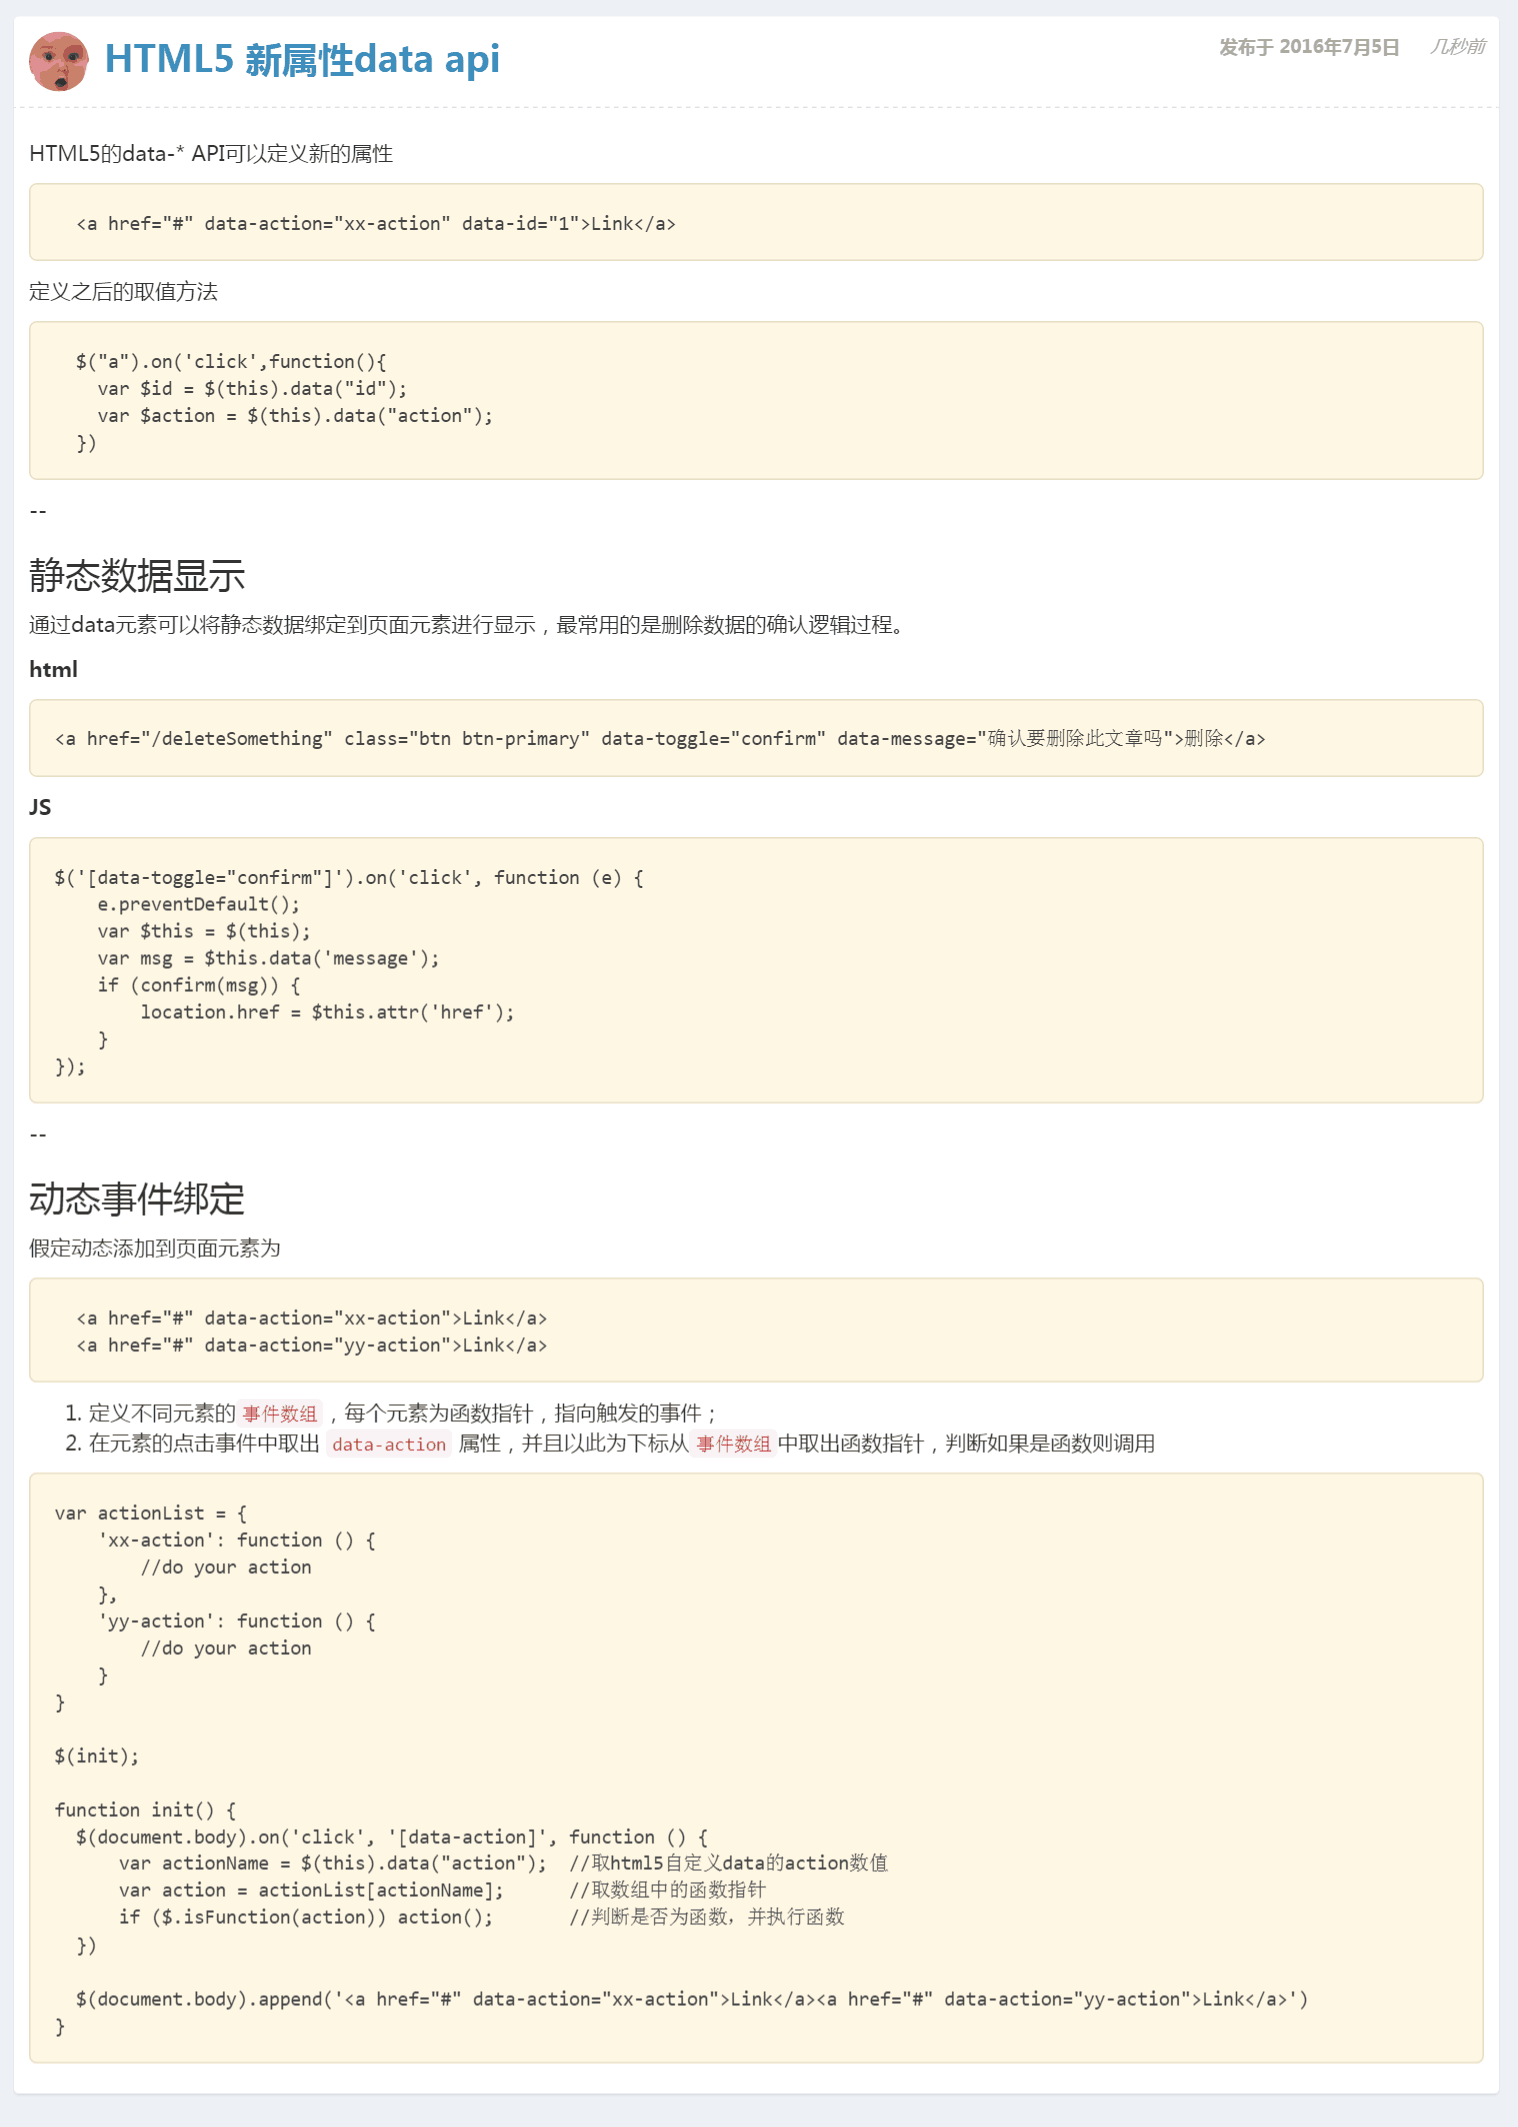 HTML5 新属性data api
发布于 2016年7月5日 几秒前
HTML5的data-* API可以定义新的属性
<a href="#" data-action="xx-action" data-id="1">Link</a>
定义之后的取值方法
$("a").on('click',function(){
var $id = $(this).data("id");
var $action = $(this).data("action");
})
--
静态数据显示
通过data元素可以将静态数据绑定到页面元素进行显示，最常用的是删除数据的确认逻辑过程。
html
<a href="/deleteSomething" class="btn btn-primary" data-toggle="confirm" data-message="确认要删除此文章吗">删除</a>
JS
$('[data-toggle="confirm"]').on('click', function (e) {
e.preventDefault();
var $this = $(this);
var msg = $this.data('message');
if (confirm(msg)) {
location.href = $this.attr('href');
}
});
--
动态事件绑定
假定动态添加到页面元素为
<a href="#" data-action="xx-action">Link</a>
<a href="#" data-action="yy-action">Link</a>
1. 定义不同元素的 事件数组 ，每个元素为函数指针，指向触发的事件；
2. 在元素的点击事件中取出 data-action 属性，并且以此为下标从 事件数组 中取出函数指针，判断如果是函数则调用
var actionList = {
'xx-action': function () {
//do your action
},
'yy-action': function () {
//do your action
}
}
$(init);
function init() {
$(document.body).on('click', '[data-action]', function () {
var actionName = $(this).data("action");  //取html5自定义data的action数值
var action = actionList[actionName];      //取数组中的函数指针
if ($.isFunction(action)) action();       //判断是否为函数，并执行函数
})
$(document.body).append('<a href="#" data-action="xx-action">Link</a><a href="#" data-action="yy-action">Link</a>')
}